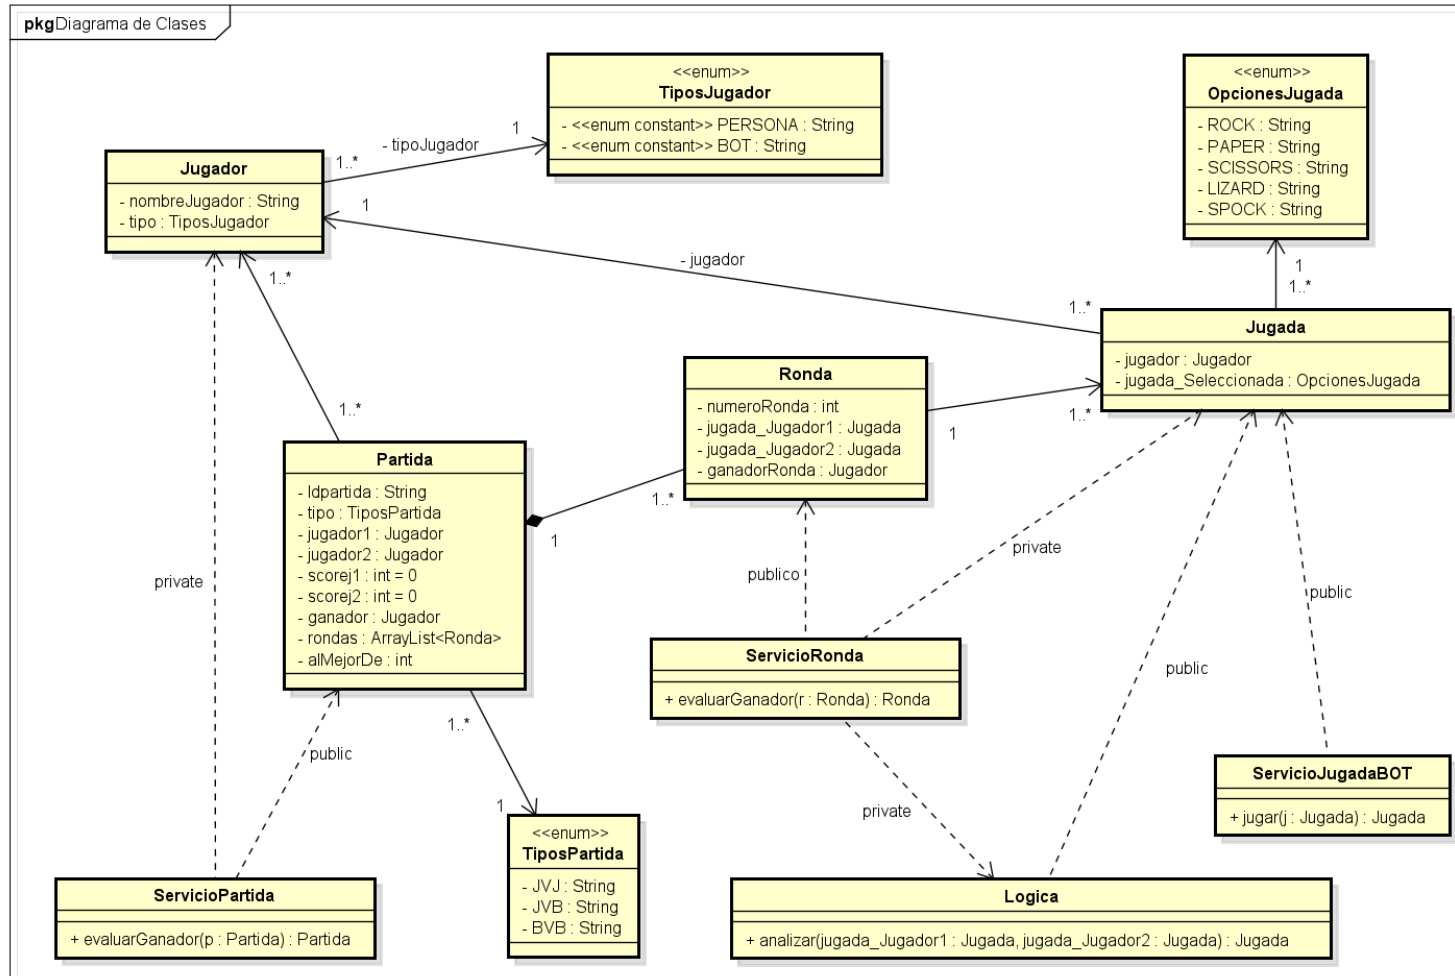 pkg Diagrama de Clases
<<enum>>
TiposJugador
- <<enum constant>> PERSONA : String
- <<enum constant>> BOT : String
<<enum>>
OpcionesJugada
- ROCK : String
- PAPER : String
- SCISSORS : String
- LIZARD : String
- SPOCK : String
- tipoJugador
1
1..*
Jugador
- nombreJugador : String
- tipo : TiposJugador
1
- jugador
1..*
1..*
1
1..*
Jugada
- jugador : Jugador
- jugada_Seleccionada : OpcionesJugada
Ronda
- numeroRonda : int
- jugada_Jugador1 : Jugada
- jugada_Jugador2 : Jugada
- ganadorRonda : Jugador
1
1..*
1..*
Partida
- Idpartida : String
- tipo : TiposPartida
- jugador1 : Jugador
- jugador2 : Jugador
- scorej1 : int = 0
- scorej2 : int = 0
- ganador : Jugador
- rondas : ArrayList<Ronda>
- alMejorDe : int
1..*
1
private
publico
private
public
public
ServicioRonda
+ evaluarGanador(r : Ronda) : Ronda
1..*
public
1
private
ServicioJugadaBOT
+ jugar(j : Jugada) : Jugada
<<enum>>
TiposPartida
- JVJ : String
- JVB : String
- BVB : String
ServicioPartida
+ evaluarGanador(p : Partida) : Partida
Logica
+ analizar(jugada_Jugador1 : Jugada, jugada_Jugador2 : Jugada) : Jugada